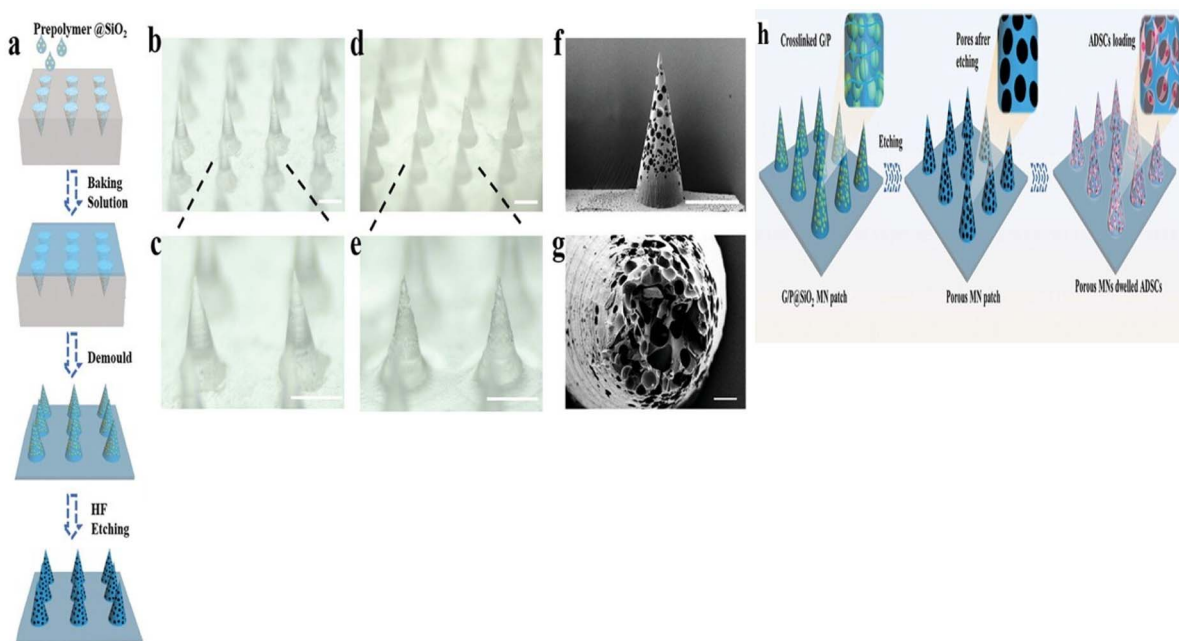 a
Prepolymer @SiO₂
Baking
Solution
Demould
HF
Etching
b
d
c
e
f
g
h
Crosslinked G/P
Pores afrer
etching
ADSCs loading
Etching
G/P@SiO₂ MN patch
Porous MN patch
Porous MNs dwelled ADSCs